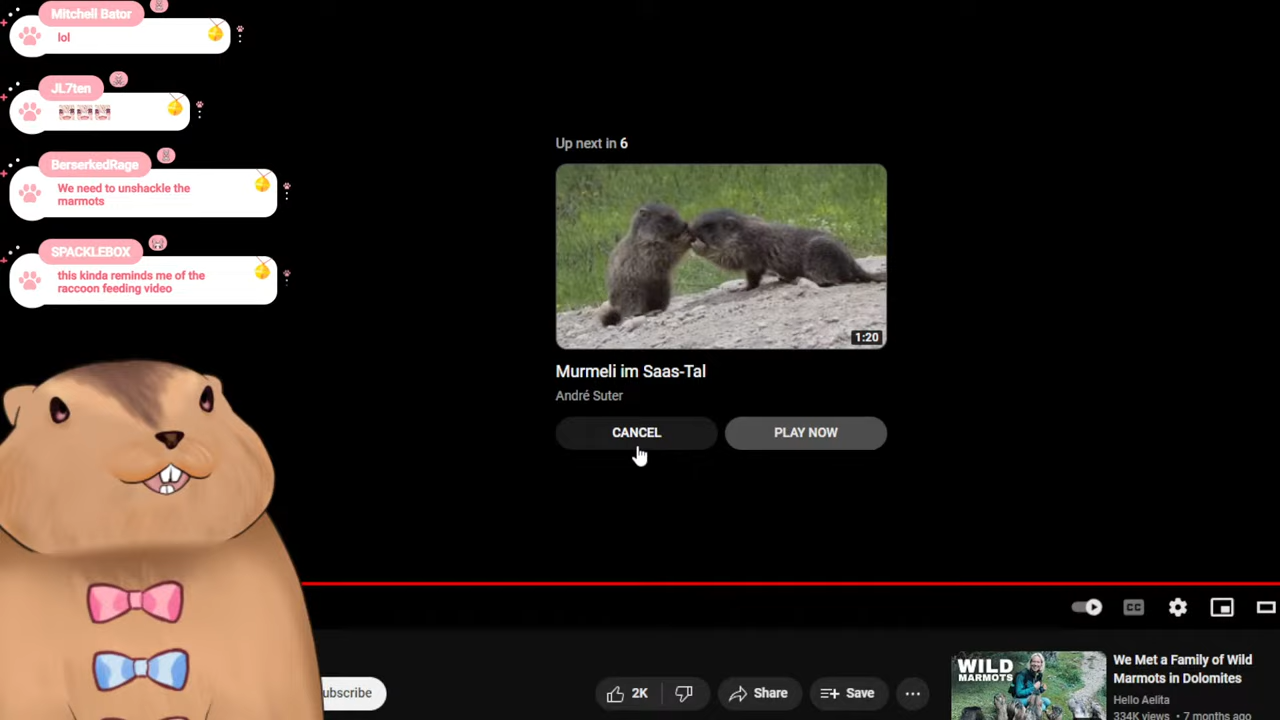 Mitchell Bator
lol
JL7ten
BerserkedRage
We need to unshackle the
marmots
SPACKLEBOX
this kinda reminds me of the
raccoon feeding video
Up next in 6
1:20
Murmeli im Saas-Tal
André Suter
CANCEL
PLAY NOW
CC
ubscribe
2K
Share
Save
WILD
MARMOTS
We Met a Family of Wild
Marmots in Dolomites
Hello Aelita
334K views • 7 months ago